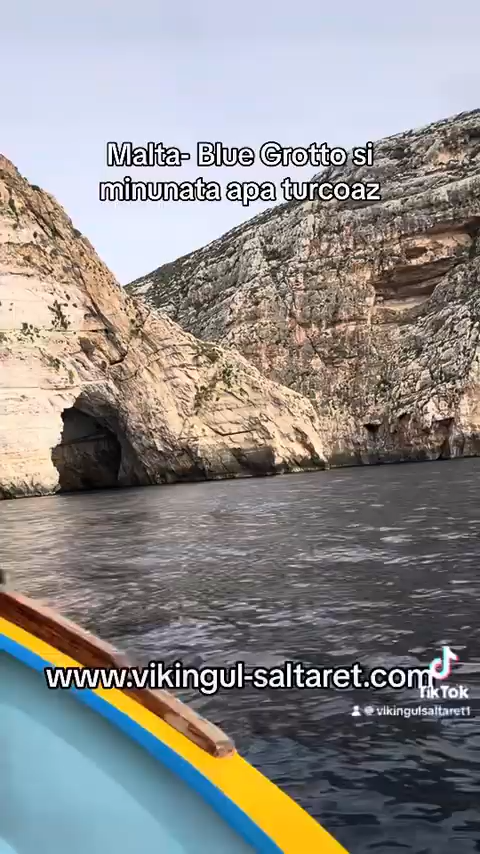 Malta- Blue Grotto si
minunata apa turcoaz
www.vikingul-saltaret.com
TikTok
@vikingulsaltaret1